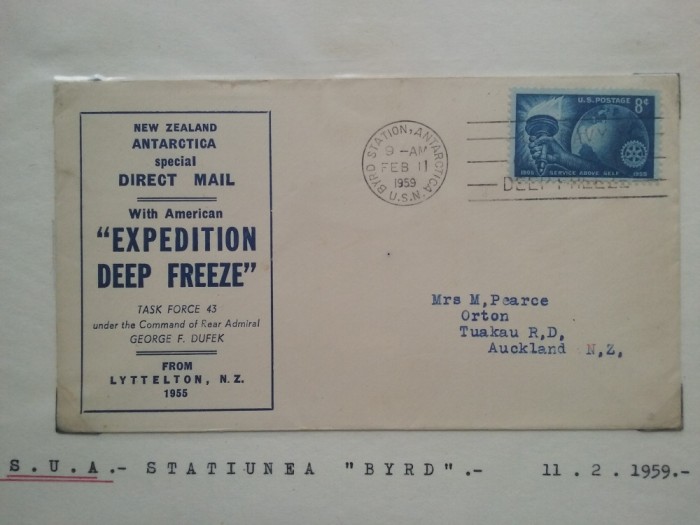 NEW ZEALAND
ANTARCTICA
special
DIRECT MAIL
With American
"EXPEDITION
DEEP FREEZE"
TASK FORCE 43
under the Command of Rear Admiral
GEORGE F. DUFEK
FROM
LYTTELTON, N.Z.
1955
BYRD STATION, ANTARCTICA
9-AM
FEB 11
1959
U.S.N.
U.S. POSTAGE 8¢
SERVICE ABOVE SELF
DEEP FREEZE
Mrs M,Pearce
Orton
Tuakau R,D,
Auckland N,Z,
S.U.A.- STATIUNEA "BYRD".- 11.2.1959.-